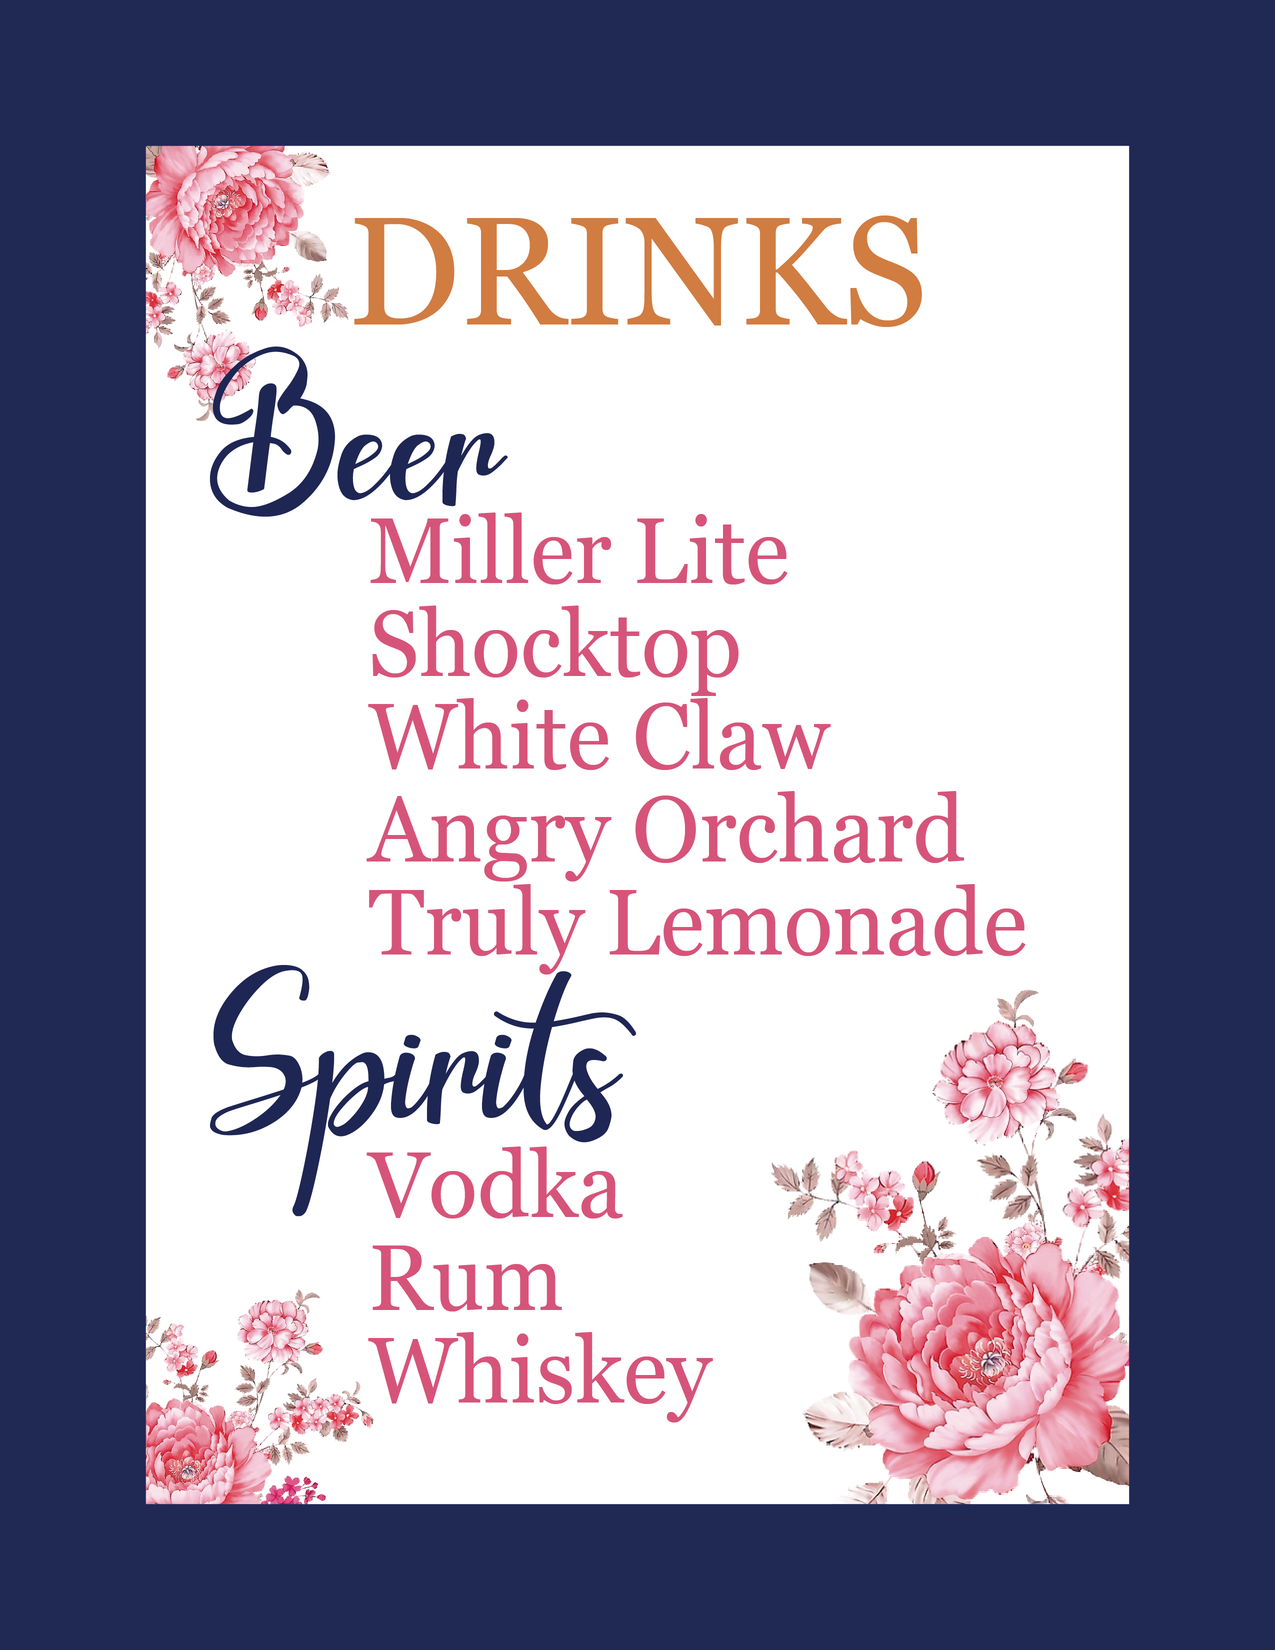 DRINKS
Beer
Miller Lite
Shocktop
White Claw
Angry Orchard
Truly Lemonade
Spirits
Vodka
Rum
Whiskey